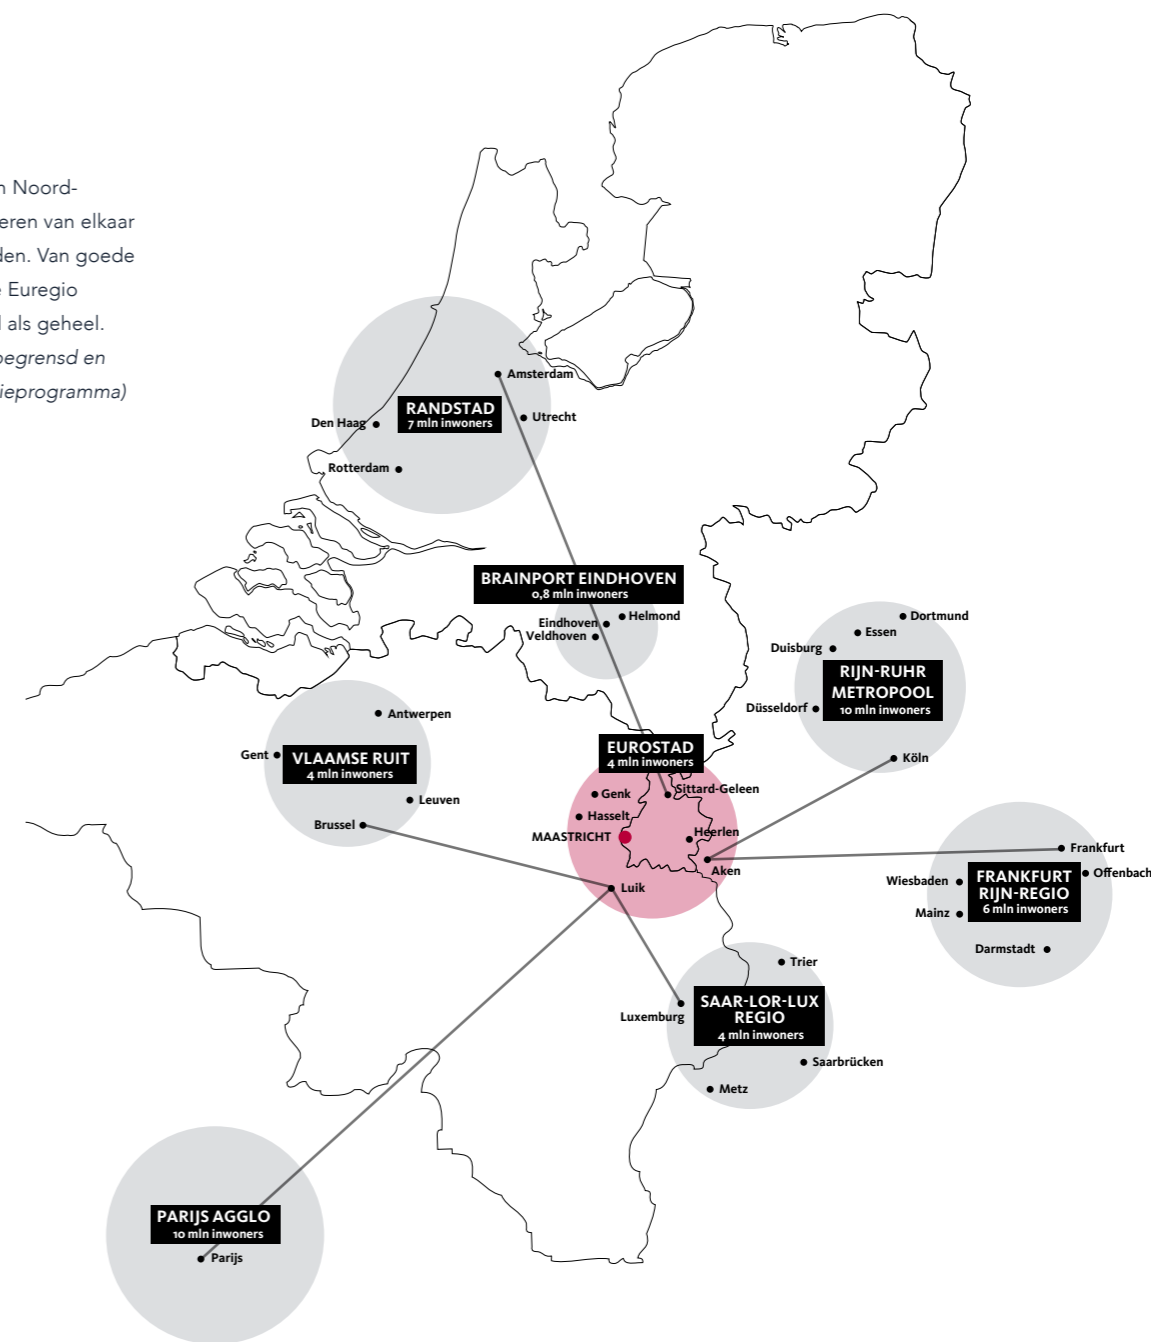 n Noord-
eren van elkaar
den. Van goede
e Euregio
l als geheel.
begrensd en
ieprogramma)
Amsterdam
RANDSTAD
7 mln inwoners
Utrecht
Den Haag
Rotterdam
BRAINPORT EINDHOVEN
0,8 mln inwoners
Helmond
Eindhoven
Veldhoven
Dortmund
Essen
Duisburg
RIJN-RUHR
METROPOOL
10 mln inwoners
Düsseldorf
Köln
Antwerpen
Gent
VLAAMSE RUIT
4 mln inwoners
Leuven
Brussel
EUROSTAD
4 mln inwoners
Genk
Sittard-Geleen
Hasselt
MAASTRICHT
Heerlen
Aken
Luik
Frankfurt
Offenbach
Wiesbaden
FRANKFURT
RIJN-REGIO
6 mln inwoners
Mainz
Darmstadt
Trier
Luxemburg
SAAR-LOR-LUX
REGIO
4 mln inwoners
Saarbrücken
Metz
PARIJS AGGLO
10 mln inwoners
Parijs